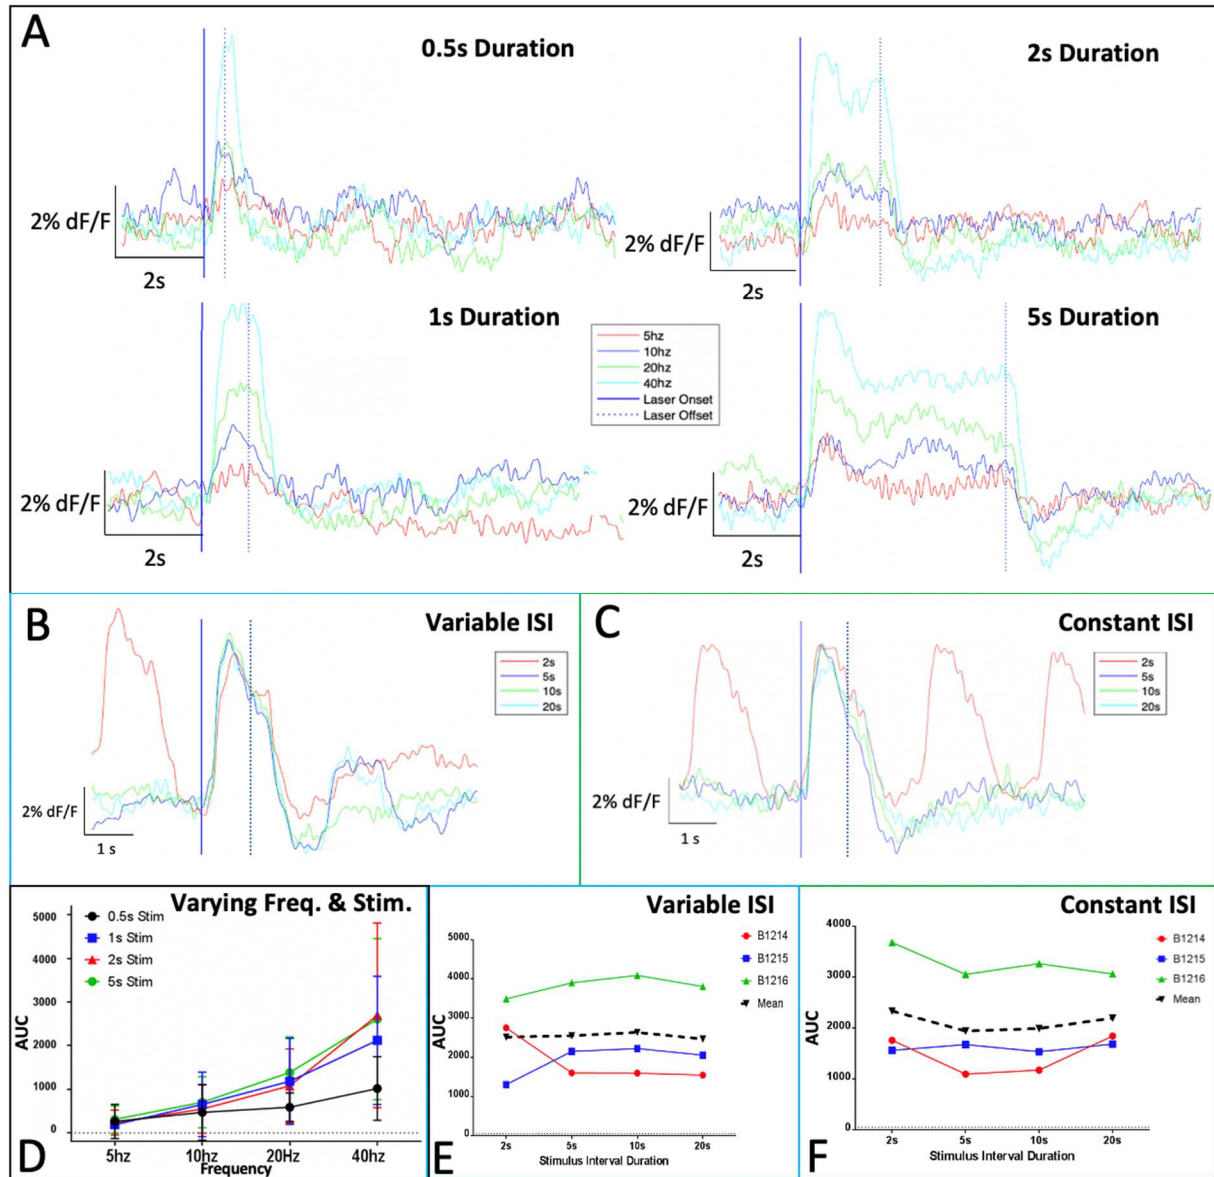 A
0.5s Duration
2% dF/F
2s
2s Duration
2% dF/F
2s
1s Duration
2% dF/F
2s
5hz
10hz
20hz
40hz
Laser Onset
Laser Offset
5s Duration
2% dF/F
2s
B
Variable ISI
2s
5s
10s
20s
2% dF/F
1 s
C
Constant ISI
2s
5s
10s
20s
2% dF/F
1 s
D
Varying Freq. & Stim.
0.5s Stim
1s Stim
2s Stim
5s Stim
AUC
5000
4000
3000
2000
1000
0
5hz
10hz
20Hz
40hz
Frequency
E
Variable ISI
B1214
B1215
B1216
Mean
AUC
5000
4000
3000
2000
1000
0
2s
5s
10s
20s
Stimulus Interval Duration
F
Constant ISI
B1214
B1215
B1216
Mean
AUC
4000
3000
2000
1000
0
2s
5s
10s
20s
Stimulus Interval Duration